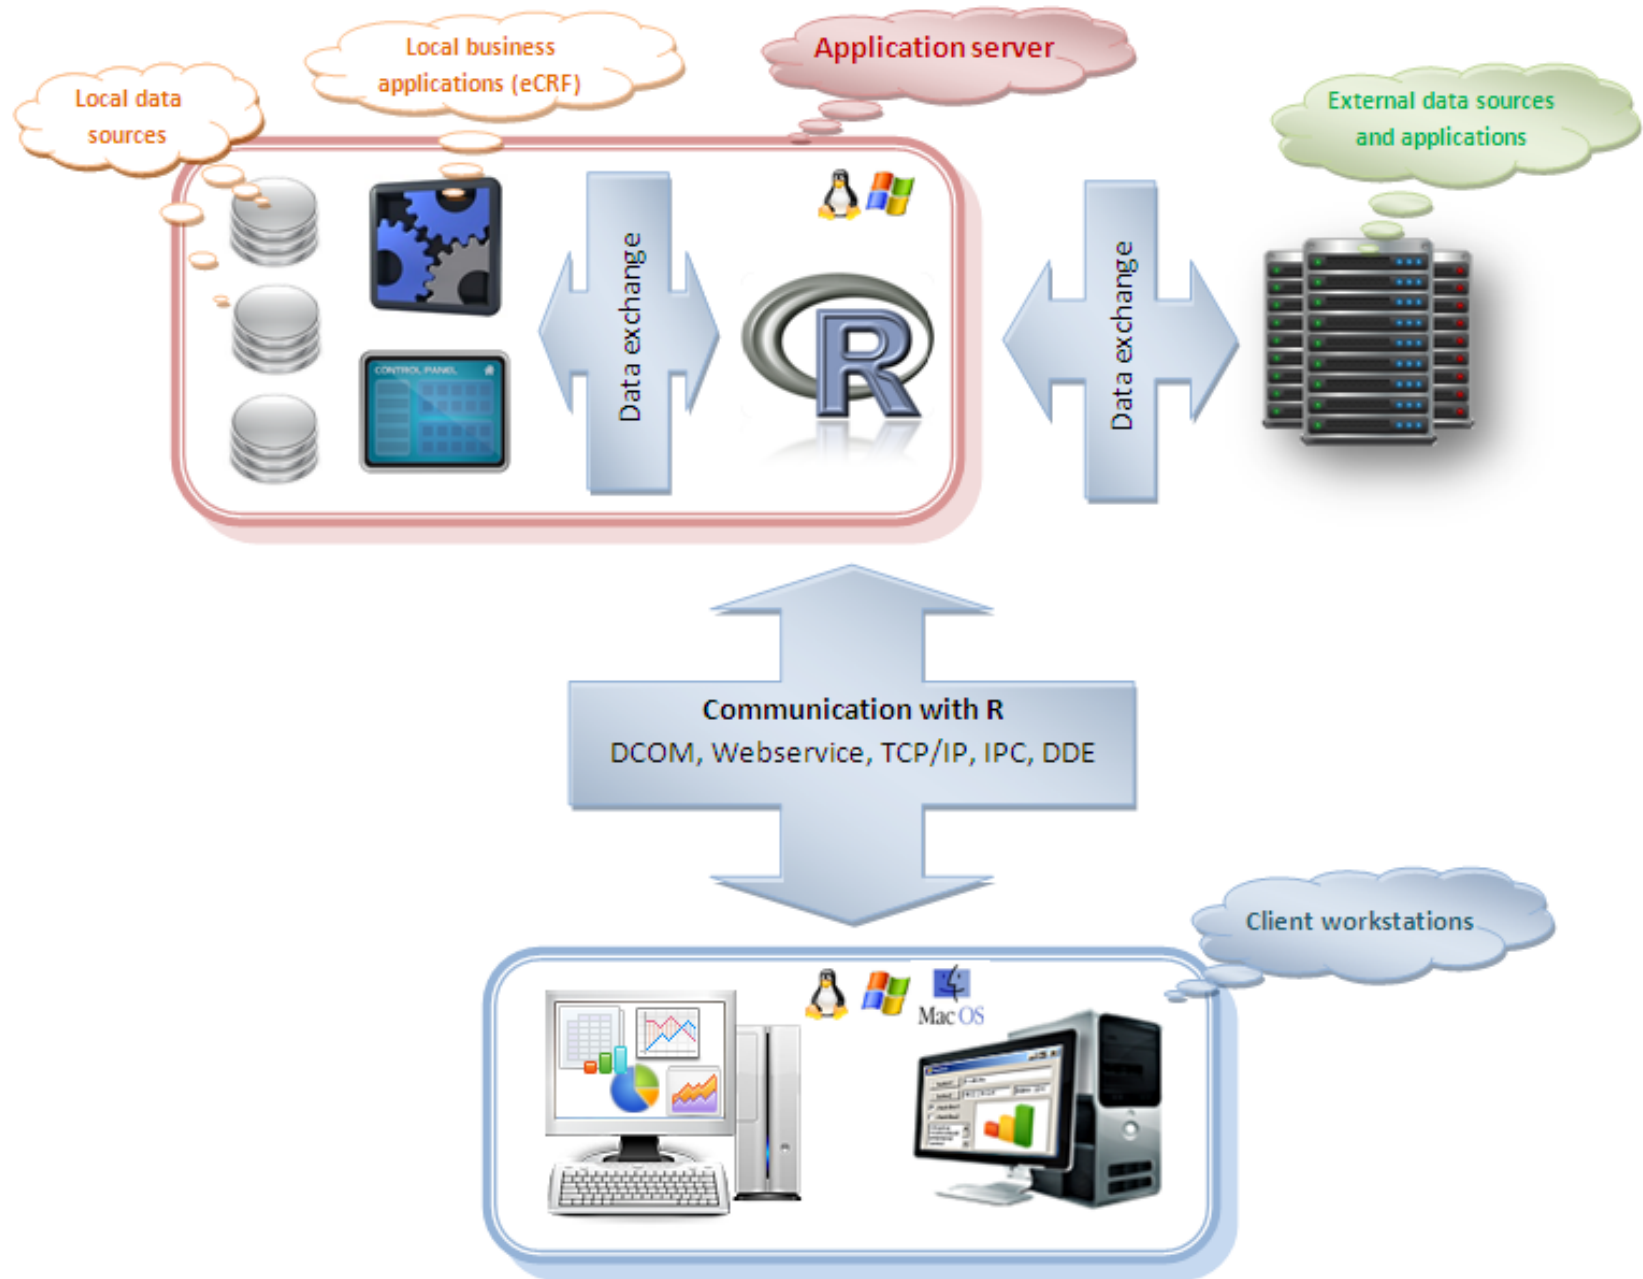 Local business
applications (eCRF)
Application server
Local data
sources
External data sources
and applications
CONTROL PANEL
Data exchange
R
Data exchange
Communication with R
DCOM, Webservice, TCP/IP, IPC, DDE
Client workstations
Mac OS